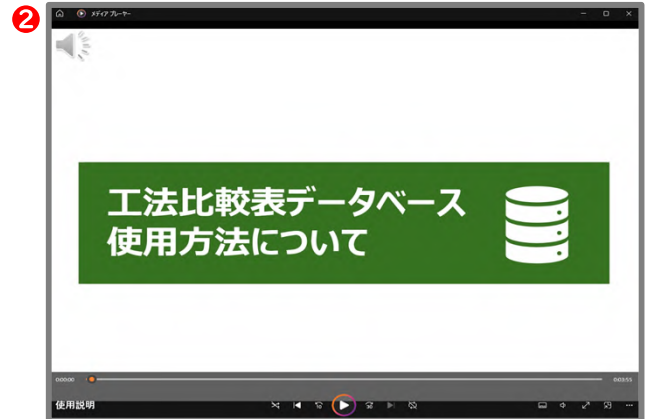 2
メディア プレーヤー
工法比較表データベース
使用方法について
0:00:00
0:03:55
使用説明